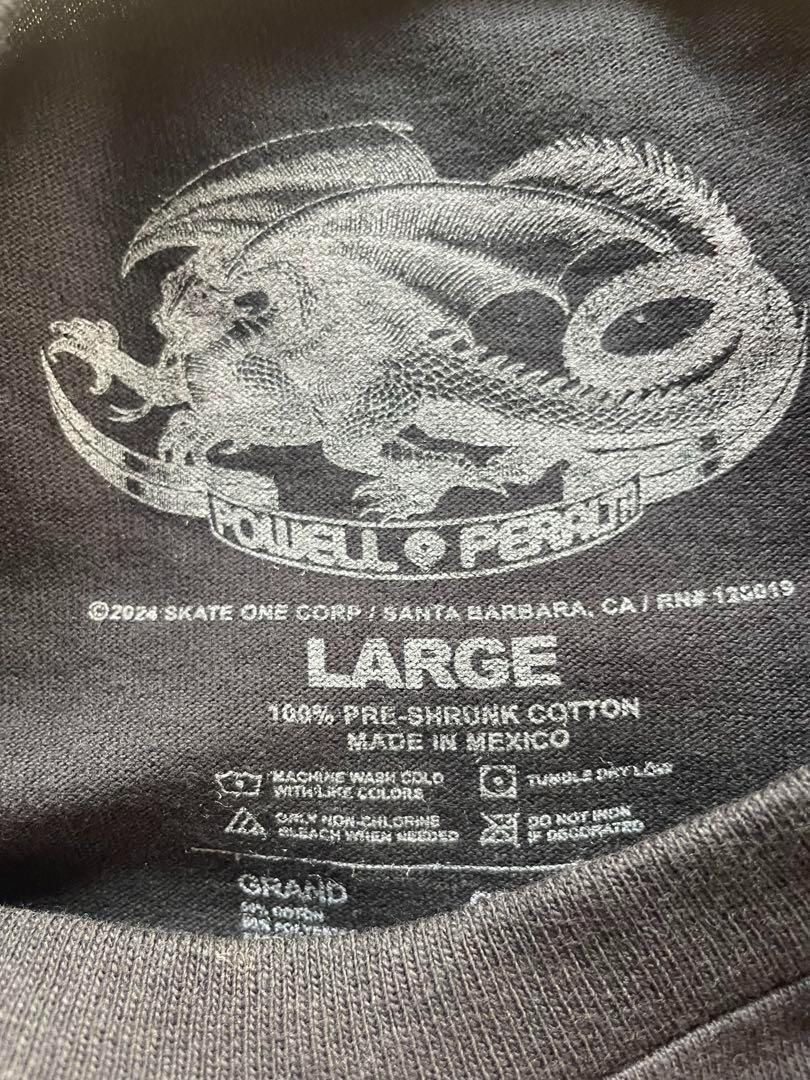 POWELL PERALTA
©2024 SKATE ONE CORP / SANTA BARBARA, CA / RN# 120019
LARGE
100% PRE-SHRUNK COTTON
MADE IN MEXICO
MACHINE WASH COLD
WITH LIKE COLORS
TUMBLE DRY LOW
ONLY NON-CHLORINE
BLEACH WHEN NEEDED
DO NOT IRON
IF DECORATED
GRAND